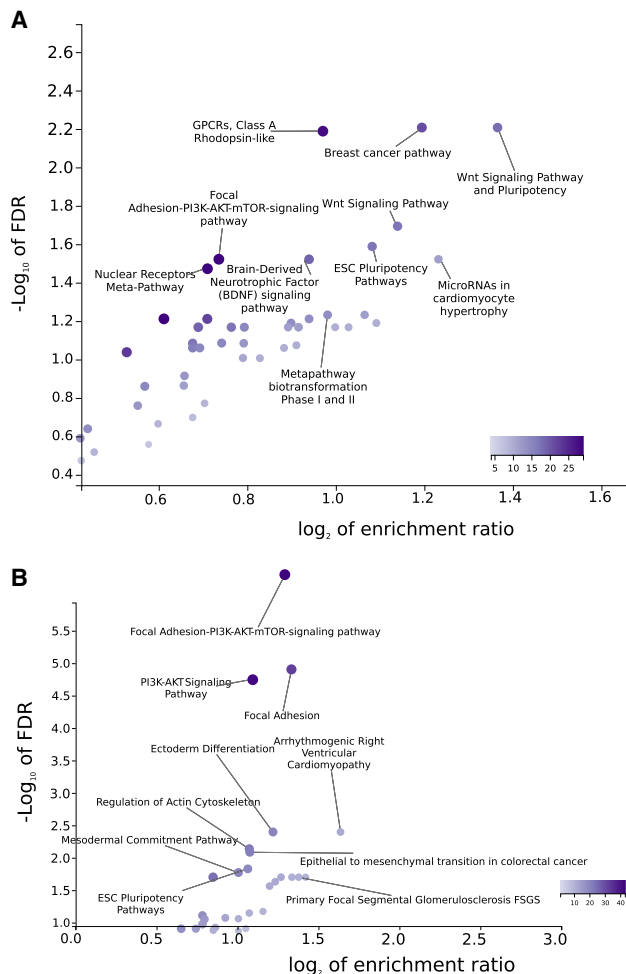 A
2.6
2.4
2.2
2.0
1.8
1.6
1.4
1.2
1.0
0.8
0.6
0.4
-Log10 of FDR
GPCRs, Class A
Rhodopsin-like
Breast cancer pathway
Wnt Signaling Pathway
and Pluripotency
Focal
Adhesion-PI3K-AKT-mTOR-signaling
pathway
Wnt Signaling Pathway
Nuclear Receptors
Meta-Pathway
Brain-Derived
Neurotrophic Factor
(BDNF) signaling
pathway
ESC Pluripotency
Pathways
MicroRNAs in
cardiomyocyte
hypertrophy
Metapathway
biotransformation
Phase I and II
5 10 15 20 25
0.6 0.8 1.0 1.2 1.4 1.6
log2 of enrichment ratio
B
5.5
5.0
4.5
4.0
3.5
3.0
2.5
2.0
1.5
1.0
-Log10 of FDR
Focal Adhesion-PI3K-AKT-mTOR-signaling pathway
PI3K-AKT Signaling
Pathway
Focal Adhesion
Ectoderm Differentiation
Arrhythmogenic Right
Ventricular
Cardiomyopathy
Regulation of Actin Cytoskeleton
Mesodermal Commitment Pathway
Epithelial to mesenchymal transition in colorectal cancer
ESC Pluripotency
Pathways
Primary Focal Segmental Glomerulosclerosis FSGS
10 20 30 40
0.0 0.5 1.0 1.5 2.0 2.5 3.0
log2 of enrichment ratio